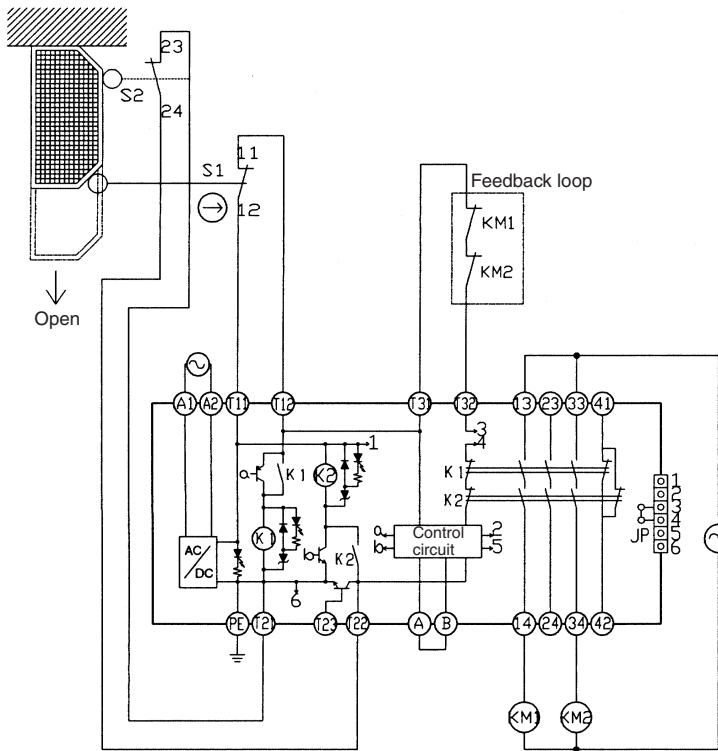 23
S2
24
11
S1
12
Feedback loop
KM1
KM2
Open
A1 A2 T11 T12 T31 T32 13 23 33 41
1
3
4
a
K1
K2
K1
K2
K1
b
K2
a
b
Control
circuit
2
5
AC/
DC
6
JP
1
2
3
4
5
6
PE T21 T23 T22 A B 14 24 34 42
KM1
KM2